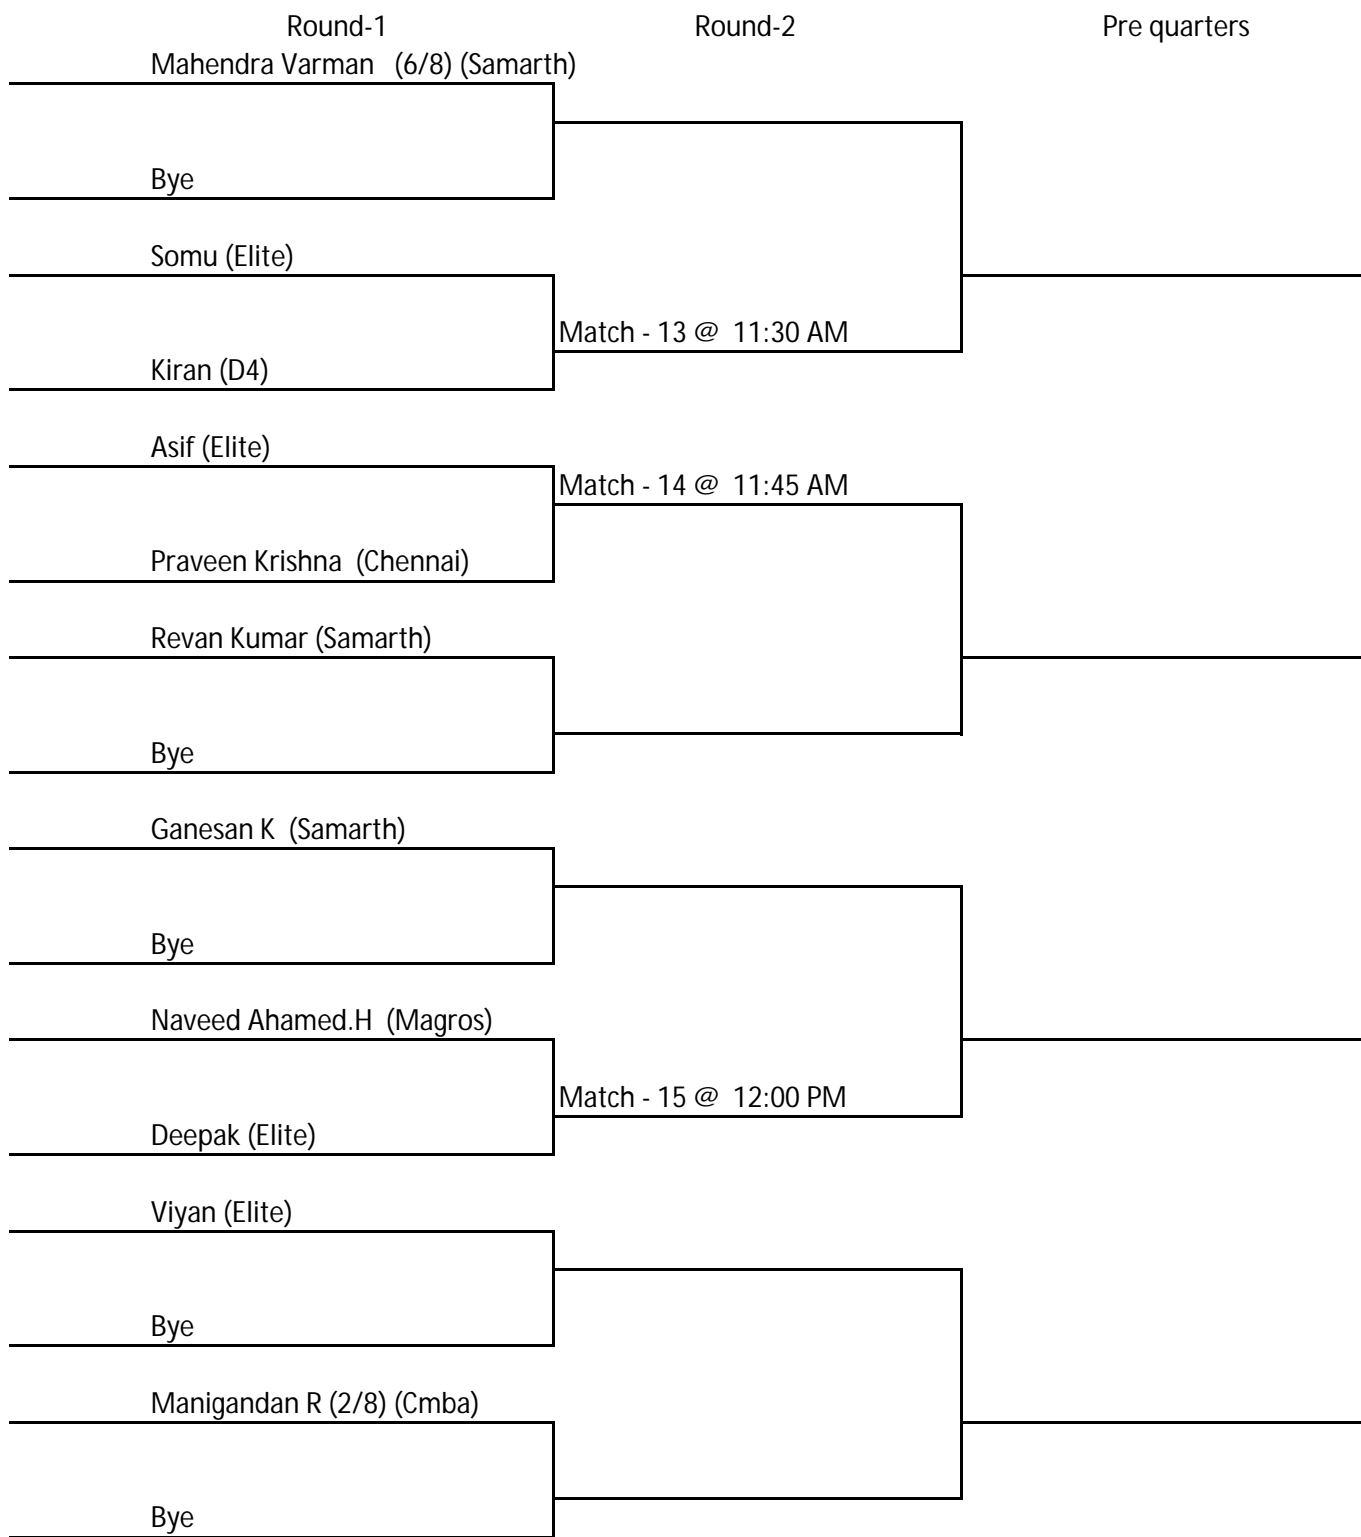 Round-1 Round-2 Pre quarters
Mahendra Varman (6/8) (Samarth)
Bye
Somu (Elite)
Match - 13 @ 11:30 AM
Kiran (D4)
Asif (Elite)
Match - 14 @ 11:45 AM
Praveen Krishna (Chennai)
Revan Kumar (Samarth)
Bye
Ganesan K (Samarth)
Bye
Naveed Ahamed.H (Magros)
Match - 15 @ 12:00 PM
Deepak (Elite)
Viyan (Elite)
Bye
Manigandan R (2/8) (Cmba)
Bye